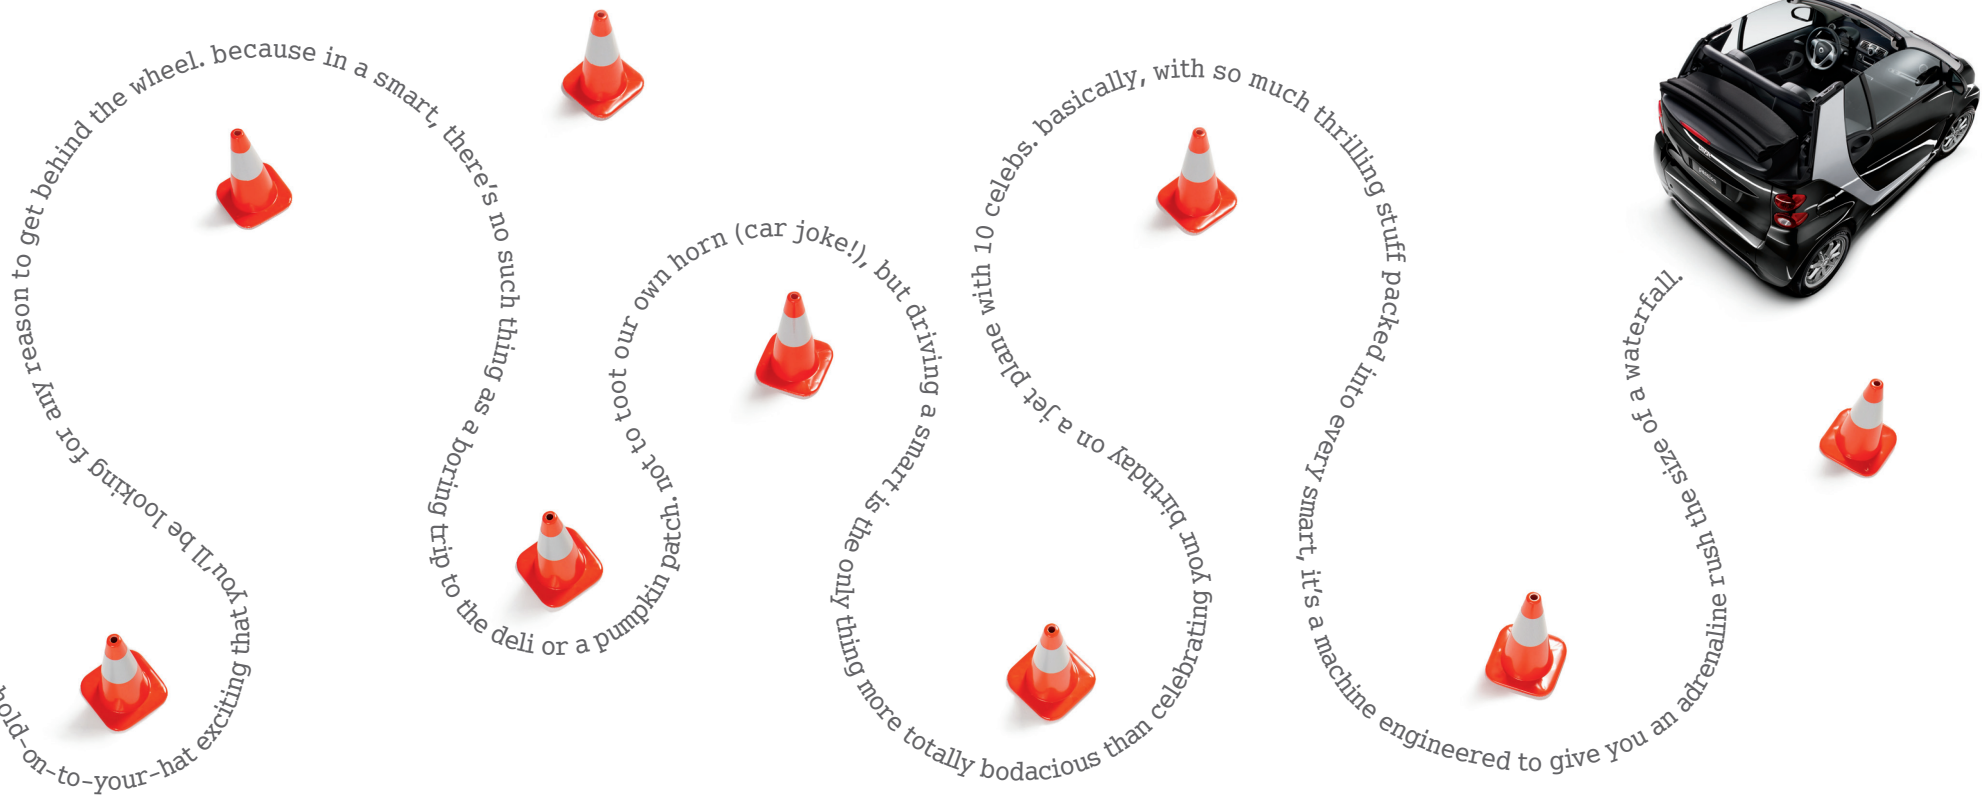 hold-on-to-your-hat exciting that you'll be looking for any reason to get behind the wheel. because in a smart, there's no such thing as a boring trip to the deli or a pumpkin patch. not to toot our own horn (car joke!), but driving a smart is the only thing more totally bodacious than celebrating your birthday on a jet plane with 10 celebs. basically, with so much thrilling stuff packed into every smart, it's a machine engineered to give you an adrenaline rush the size of a waterfall.